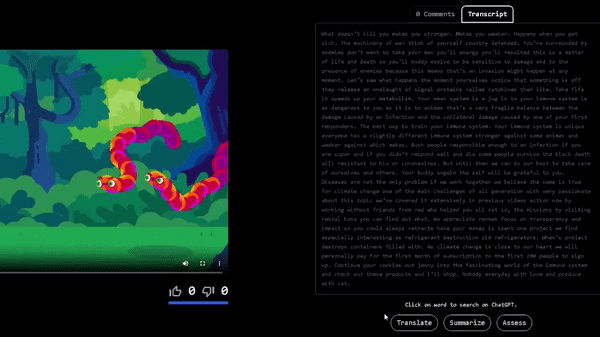 0 Comments
Transcript
What doesn't kill you makes you stronger. Makes you weaker. Happens when you get
sick. The machinery of war think of yourself country defended. You're surrounded by
enemies don't want to take your man you'll energy you'll resulted this is a matter
of life and death so you'll buddy evolve to be sensitive to damage and to the
presence of enemies because this means that's an invasion might happen at any
moment. Let's see what happens the moment yourselves notice that something is off
they release an onslaught of signal proteins called cytokines then like. Take fifa
it speeds up your metabolism. Your mean system is a jug is to your immune system is
as dangerous to you as it is to animes that's a very fragile balance between the
damage caused by an infection and the collateral damage caused by one of your first
responders. The best way to train your immune system. Your immune system is unique
everyone has a slightly different immune system stronger against some animes and
weaker against which makes. Bush people responsible enough to an infection if you
are super and if you didn't respond well and die some people survive the black death
will resistant to hiv or coronavirus. But until then we can do our best to take care
of ourselves and others. Your buddy angelo the self will be grateful to you.
Diseases are not the only problem if we work together we believe the same is true
for climate change one of the main challenges of all generation with very passionate
about this topic we've covered it extensively in previous videos action now by
working without friends from red who helped you all eat so, the missions by visiting
rental kuna you can find out what. We appreciate rennes focus on transparency and
impact so you could always retracts have your money is spent one project we find
especially interesting as refrigerant destruction old refrigerators. When's project
destroys containers filled with. As climate change is close to our heart we will
personally pay for the first month of subscription to the first 200 people to sign
up. Continue your cookies out jenny into the fascinating world of the immune system
and check out these products and I'll shop. Nobody everyday with love and produce
with cat.
0 0
Click on word to search on ChatGPT.
Translate
Summarize
Assess